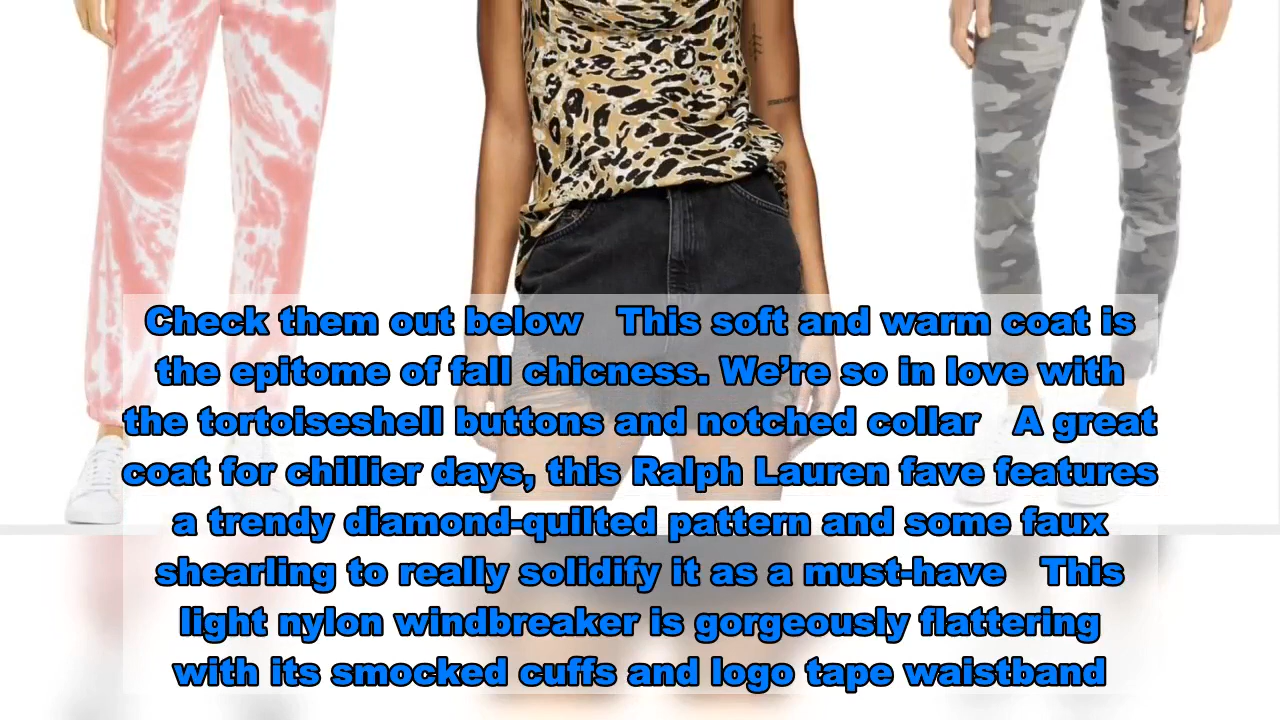 Check them out below   This soft and warm coat is
the epitome of fall chicness. We’re so in love with
the tortoiseshell buttons and notched collar   A great
coat for chillier days, this Ralph Lauren fave features
a trendy diamond-quilted pattern and some faux
shearling to really solidify it as a must-have   This
light nylon windbreaker is gorgeously flattering
with its smocked cuffs and logo tape waistband